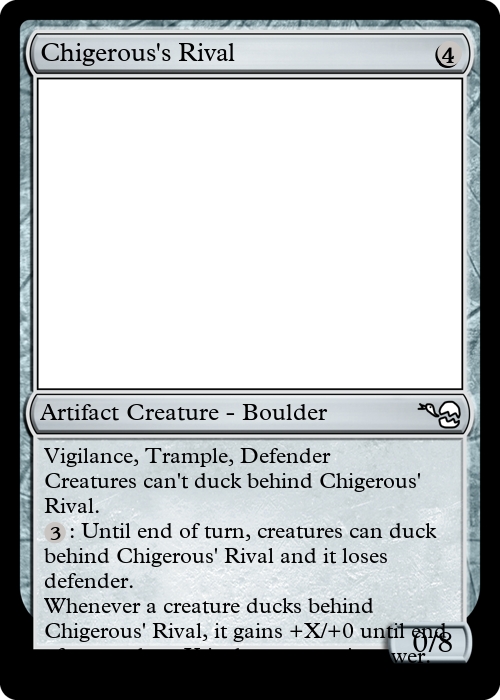 Chigerous's Rival
4
Artifact Creature - Boulder
Vigilance, Trample, Defender
Creatures can't duck behind Chigerous'
Rival.
3: Until end of turn, creatures can duck
behind Chigerous' Rival and it loses
defender.
Whenever a creature ducks behind
Chigerous' Rival, it gains +X/+0 until end
0/8